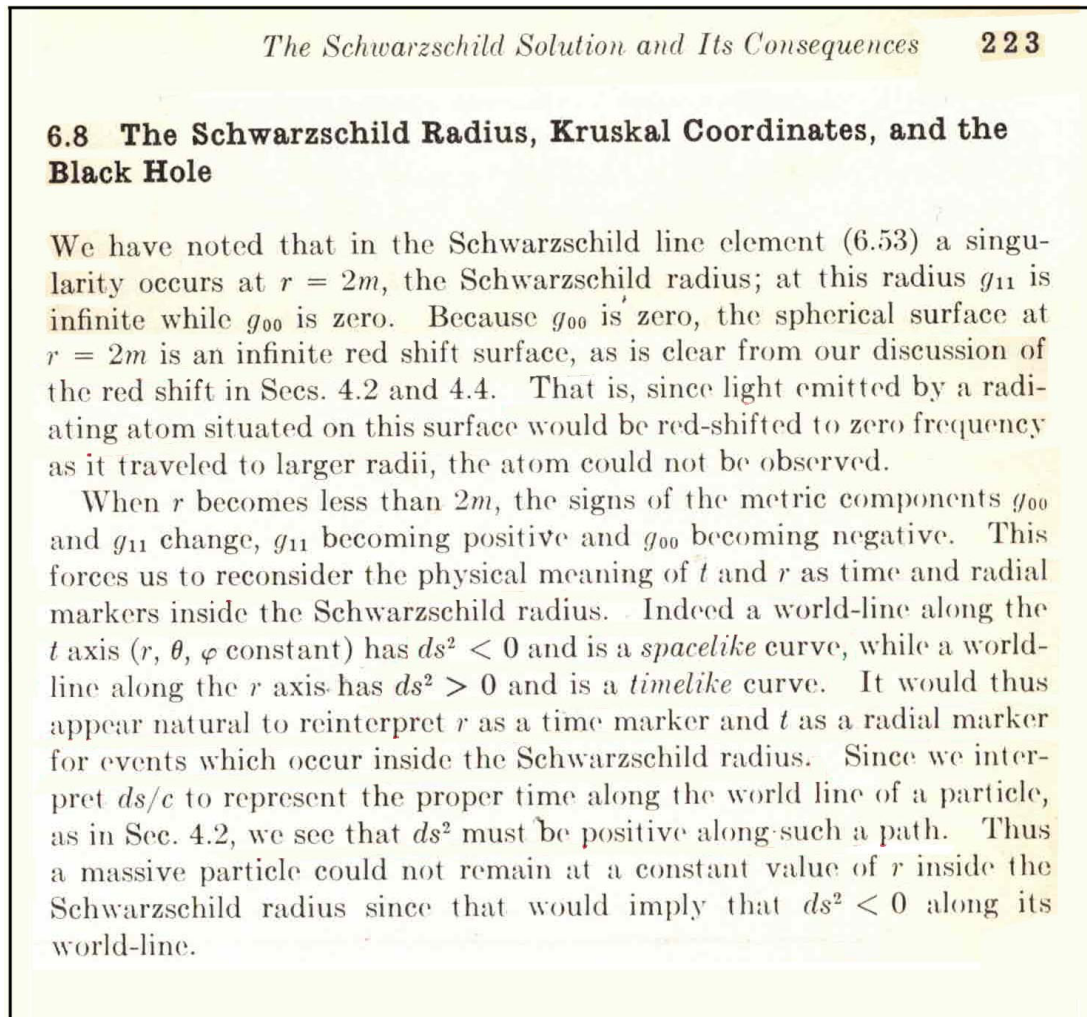 The Schwarzschild Solution and Its Consequences 223
6.8 The Schwarzschild Radius, Kruskal Coordinates, and the
Black Hole
We have noted that in the Schwarzschild line element (6.53) a singu-
larity occurs at r = 2m, the Schwarzschild radius; at this radius g₁₁ is
infinite while g₀₀ is zero. Because g₀₀ is zero, the spherical surface at
r = 2m is an infinite red shift surface, as is clear from our discussion of
the red shift in Secs. 4.2 and 4.4. That is, since light emitted by a radi-
ating atom situated on this surface would be red-shifted to zero frequency
as it traveled to larger radii, the atom could not be observed.
When r becomes less than 2m, the signs of the metric components g₀₀
and g₁₁ change, g₁₁ becoming positive and g₀₀ becoming negative. This
forces us to reconsider the physical meaning of t and r as time and radial
markers inside the Schwarzschild radius. Indeed a world-line along the
t axis (r, θ, φ constant) has ds² < 0 and is a spacelike curve, while a world-
line along the r axis has ds² > 0 and is a timelike curve. It would thus
appear natural to reinterpret r as a time marker and t as a radial marker
for events which occur inside the Schwarzschild radius. Since we inter-
pret ds/c to represent the proper time along the world line of a particle,
as in Sec. 4.2, we see that ds² must be positive along such a path. Thus
a massive particle could not remain at a constant value of r inside the
Schwarzschild radius since that would imply that ds² < 0 along its
world-line.